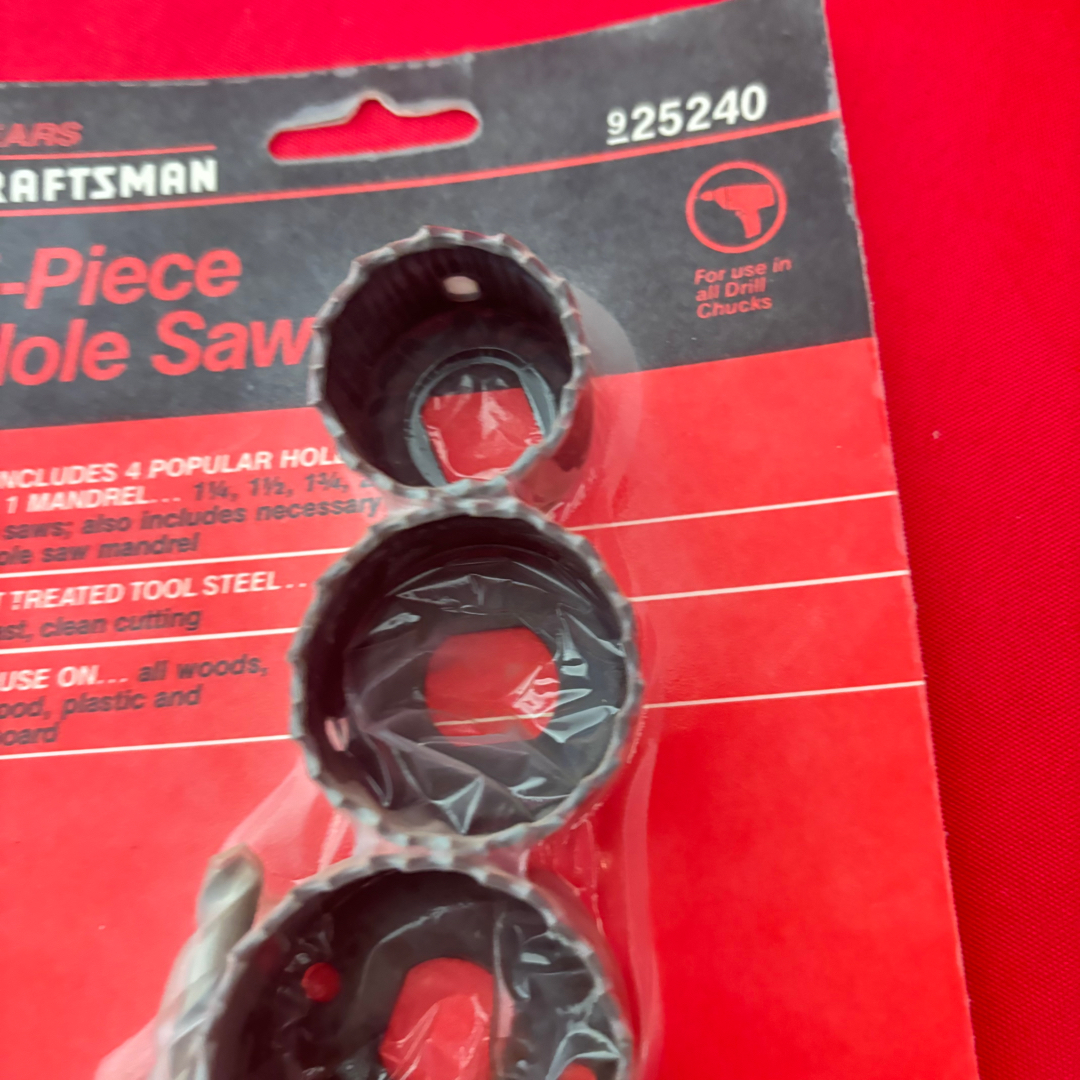 EARS
RAFTSMAN
925240
-Piece
Hole Saw
For use in
all Drill
Chucks
INCLUDES 4 POPULAR HOL
1 MANDREL... 1¼, 1½, 1¾,
saws; also includes necessary
ole saw mandrel
T TREATED TOOL STEEL...
ast, clean cutting
USE ON... all woods,
ood, plastic and
board